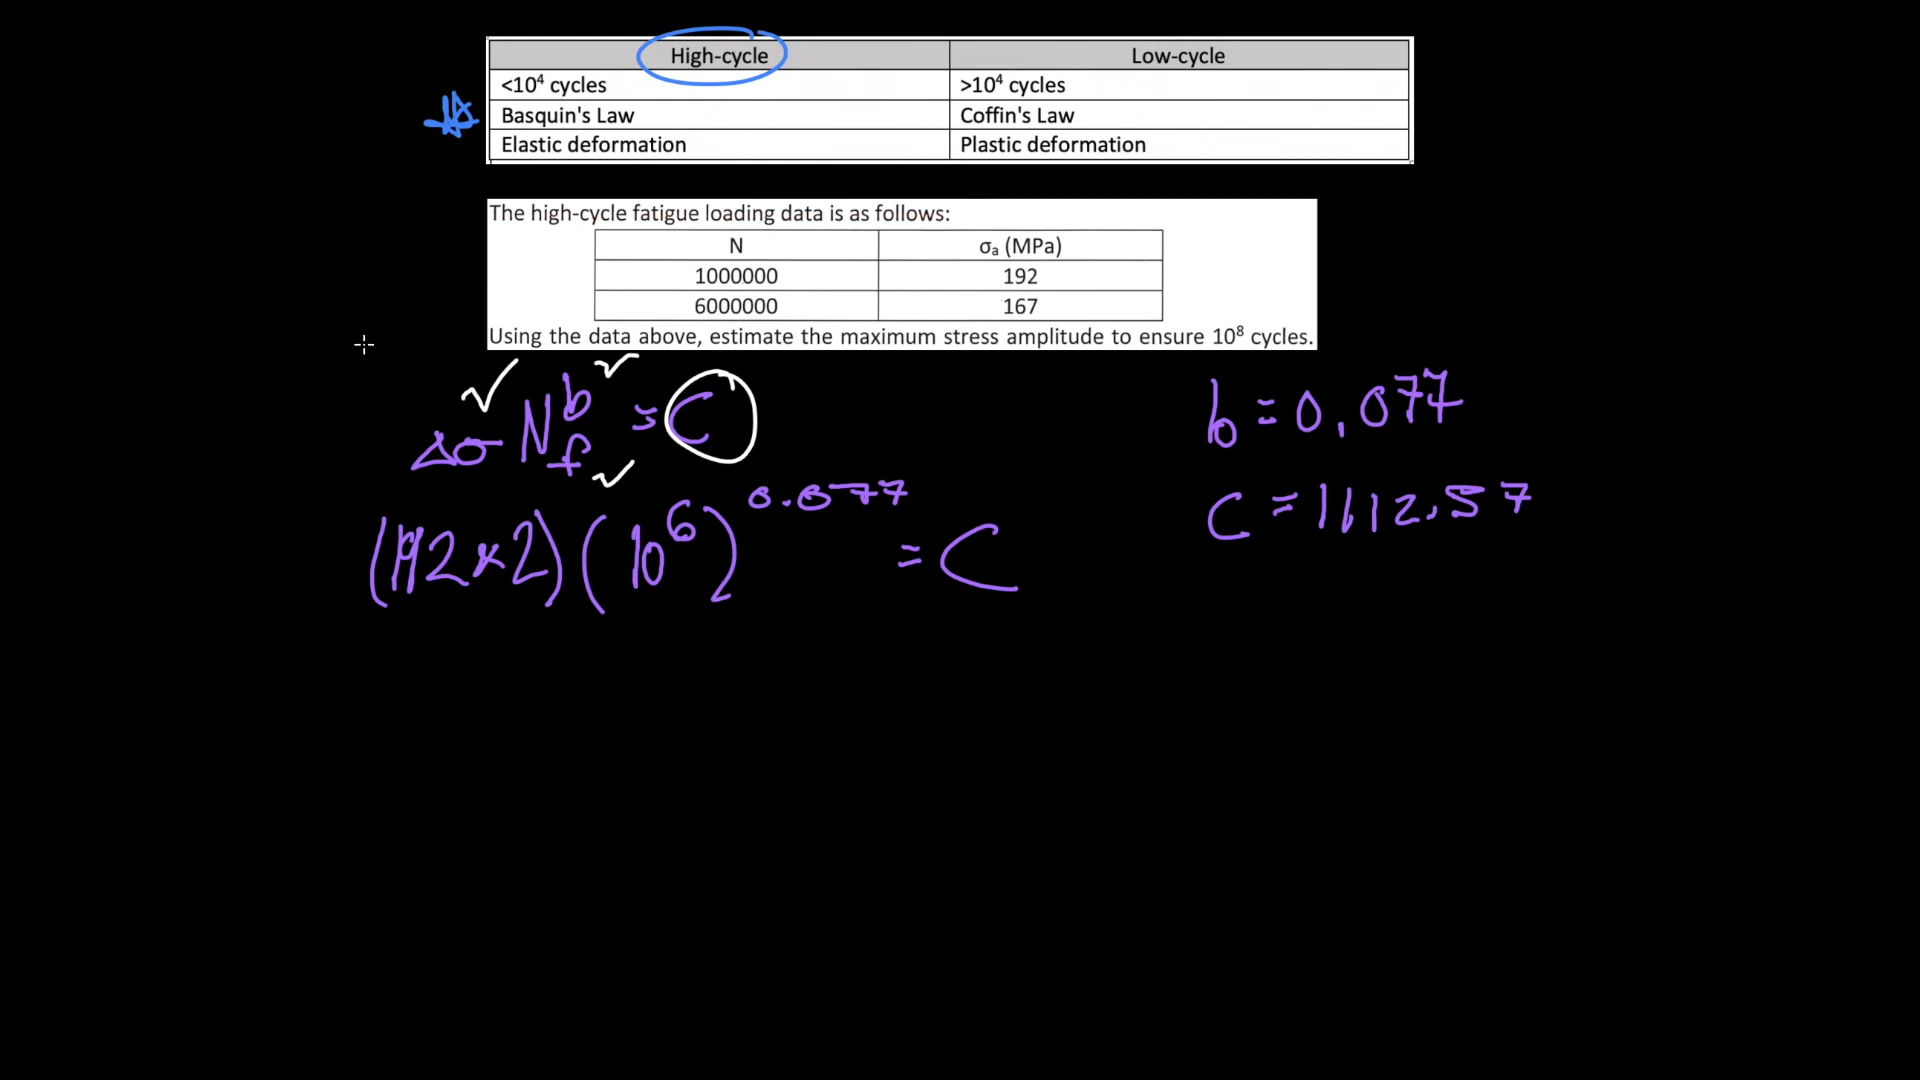 High-cycle Low-cycle
<10⁴ cycles >10⁴ cycles
Basquin's Law Coffin's Law
Elastic deformation Plastic deformation
The high-cycle fatigue loading data is as follows:
N σₐ (MPa)
1000000 192
6000000 167
Using the data above, estimate the maximum stress amplitude to ensure 10⁸ cycles.
Δσ N_f^b = C
b = 0.077
(192×2)(10⁶)^0.077 = C
C = 1112.57